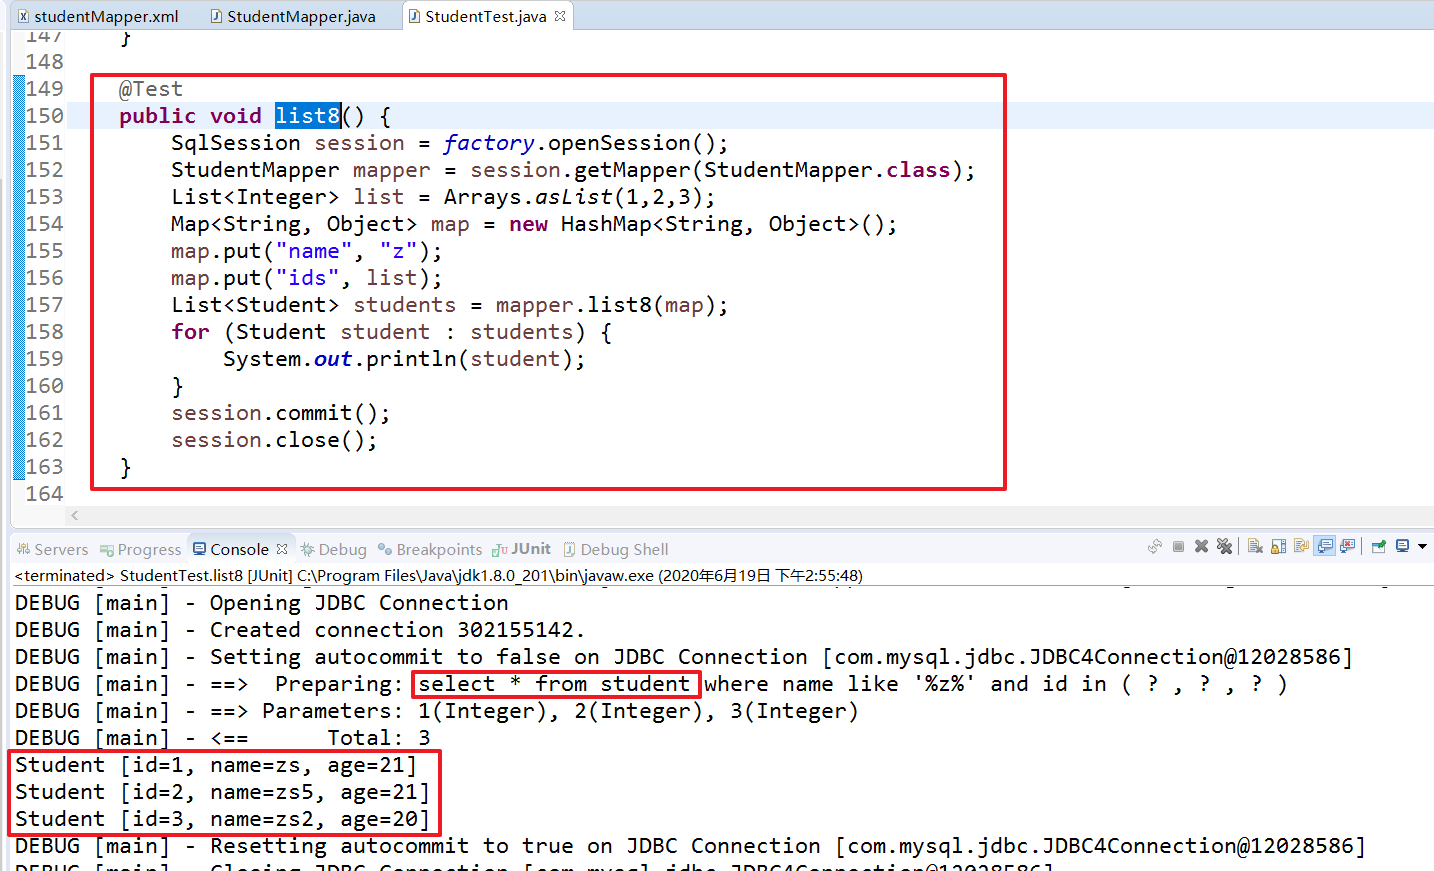 studentMapper.xml StudentMapper.java StudentTest.java
147 }
148
149 @Test
150 public void list8() {
151 SqlSession session = factory.openSession();
152 StudentMapper mapper = session.getMapper(StudentMapper.class);
153 List<Integer> list = Arrays.asList(1,2,3);
154 Map<String, Object> map = new HashMap<String, Object>();
155 map.put("name", "z");
156 map.put("ids", list);
157 List<Student> students = mapper.list8(map);
158 for (Student student : students) {
159 System.out.println(student);
160 }
161 session.commit();
162 session.close();
163 }
164
Servers Progress Console Debug Breakpoints JUnit Debug Shell
<terminated> StudentTest.list8 [JUnit] C:\Program Files\Java\jdk1.8.0_201\bin\javaw.exe (2020年6月19日 下午2:55:48)
DEBUG [main] - Opening JDBC Connection
DEBUG [main] - Created connection 302155142.
DEBUG [main] - Setting autocommit to false on JDBC Connection [com.mysql.jdbc.JDBC4Connection@12028586]
DEBUG [main] - ==> Preparing: select * from student where name like '%z%' and id in ( ? , ? , ? )
DEBUG [main] - ==> Parameters: 1(Integer), 2(Integer), 3(Integer)
DEBUG [main] - <== Total: 3
Student [id=1, name=zs, age=21]
Student [id=2, name=zs5, age=21]
Student [id=3, name=zs2, age=20]
DEBUG [main] - Resetting autocommit to true on JDBC Connection [com.mysql.jdbc.JDBC4Connection@12028586]